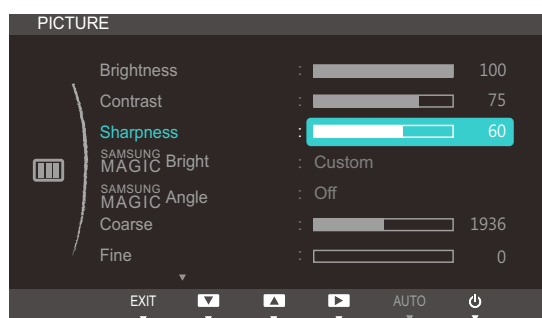 PICTURE
Brightness : 100
Contrast : 75
Sharpness : 60
SAMSUNG MAGIC Bright : Custom
SAMSUNG MAGIC Angle : Off
Coarse : 1936
Fine : 0
EXIT AUTO